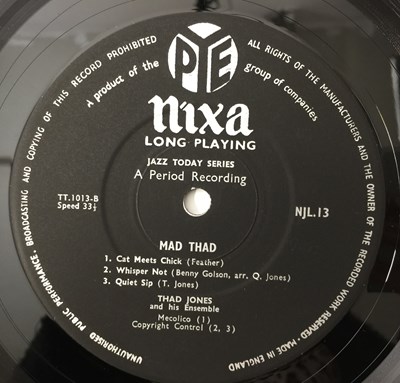 UNAUTHORISED PUBLIC PERFORMANCE · BROADCASTING AND COPYING OF THIS RECORD PROHIBITED
ALL RIGHTS OF THE MANUFACTURERS AND THE OWNER OF THE RECORDED WORK RESERVED · MADE IN ENGLAND
PYE
A product of the group of companies
nixa
LONG PLAYING
JAZZ TODAY SERIES
A Period Recording
TT.1013-B
Speed 33⅓
NJL.13
MAD THAD
1. Cat Meets Chick (Feather)
2. Whisper Not (Benny Golson, arr. Q. Jones)
3. Quiet Sip (T. Jones)
THAD JONES
and his Ensemble
Mecolico (1)
Copyright Control (2, 3)